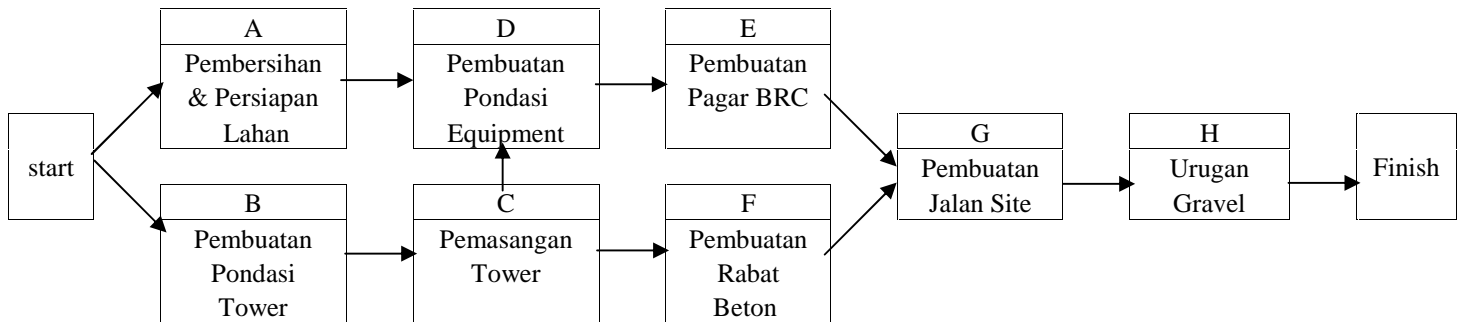 start
A
Pembersihan
& Persiapan
Lahan
B
Pembuatan
Pondasi
Tower
D
Pembuatan
Pondasi
Equipment
C
Pemasangan
Tower
E
Pembuatan
Pagar BRC
F
Pembuatan
Rabat
Beton
G
Pembuatan
Jalan Site
H
Urugan
Gravel
Finish